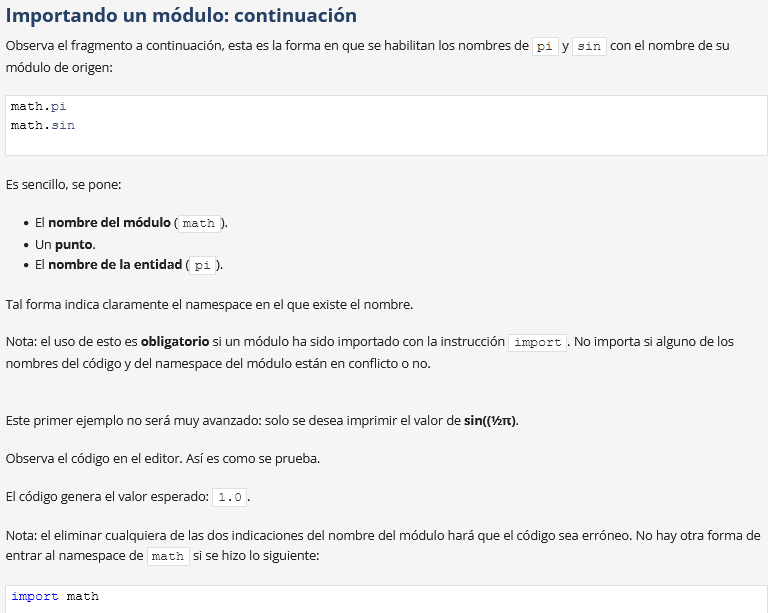 Importando un módulo: continuación
Observa el fragmento a continuación, esta es la forma en que se habilitan los nombres de pi y sin con el nombre de su
módulo de origen:
math.pi
math.sin
Es sencillo, se pone:
• El nombre del módulo ( math ).
• Un punto.
• El nombre de la entidad ( pi ).
Tal forma indica claramente el namespace en el que existe el nombre.
Nota: el uso de esto es obligatorio si un módulo ha sido importado con la instrucción import . No importa si alguno de los
nombres del código y del namespace del módulo están en conflicto o no.
Este primer ejemplo no será muy avanzado: solo se desea imprimir el valor de sin((½π).
Observa el código en el editor. Así es como se prueba.
El código genera el valor esperado: 1.0 .
Nota: el eliminar cualquiera de las dos indicaciones del nombre del módulo hará que el código sea erróneo. No hay otra forma de
entrar al namespace de math si se hizo lo siguiente:
import math